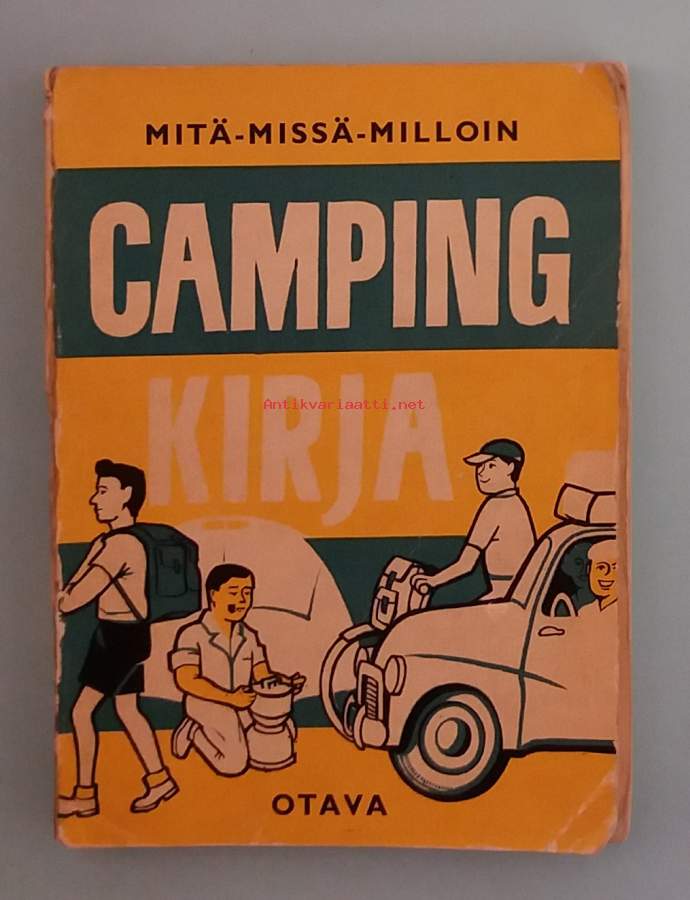 MITÄ-MISSÄ-MILLOIN
CAMPING
KIRJA
Antikvariaatti.net
OTAVA